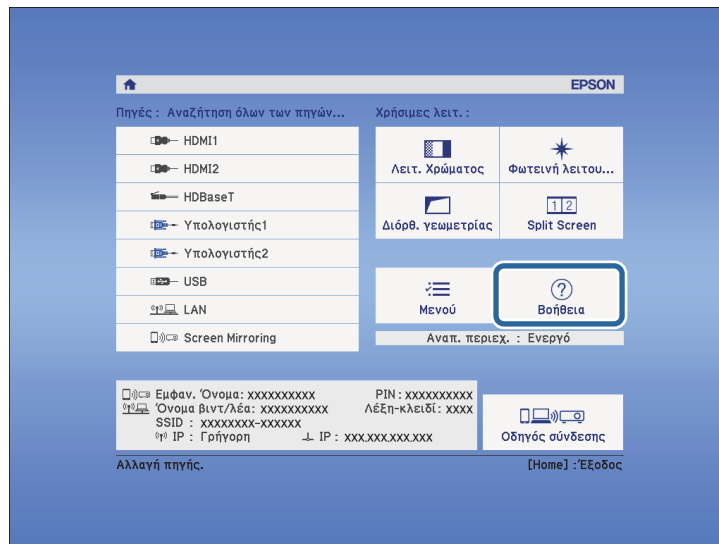 EPSON
Πηγές : Αναζήτηση όλων των πηγών...
HDMI1
HDMI2
HDBaseT
Υπολογιστής1
Υπολογιστής2
USB
LAN
Screen Mirroring
Χρήσιμες λειτ. :
Λειτ. Χρώματος
Φωτεινή λειτου...
Διόρθ. γεωμετρίας
1 2
Split Screen
Μενού
? Βοήθεια
Αναπ. περιεχ. : Ενεργό
Εμφαν. Όνομα: xxxxxxxxxx PIN : xxxxxxxxxx
Όνομα βιντ/λέα: xxxxxxxxxx Λέξη-κλειδί: xxxx
SSID : xxxxxxxx-xxxxxx
IP : Γρήγορη IP : xxx.xxx.xxx.xxx
Οδηγός σύνδεσης
Αλλαγή πηγής. [Home] :Έξοδος